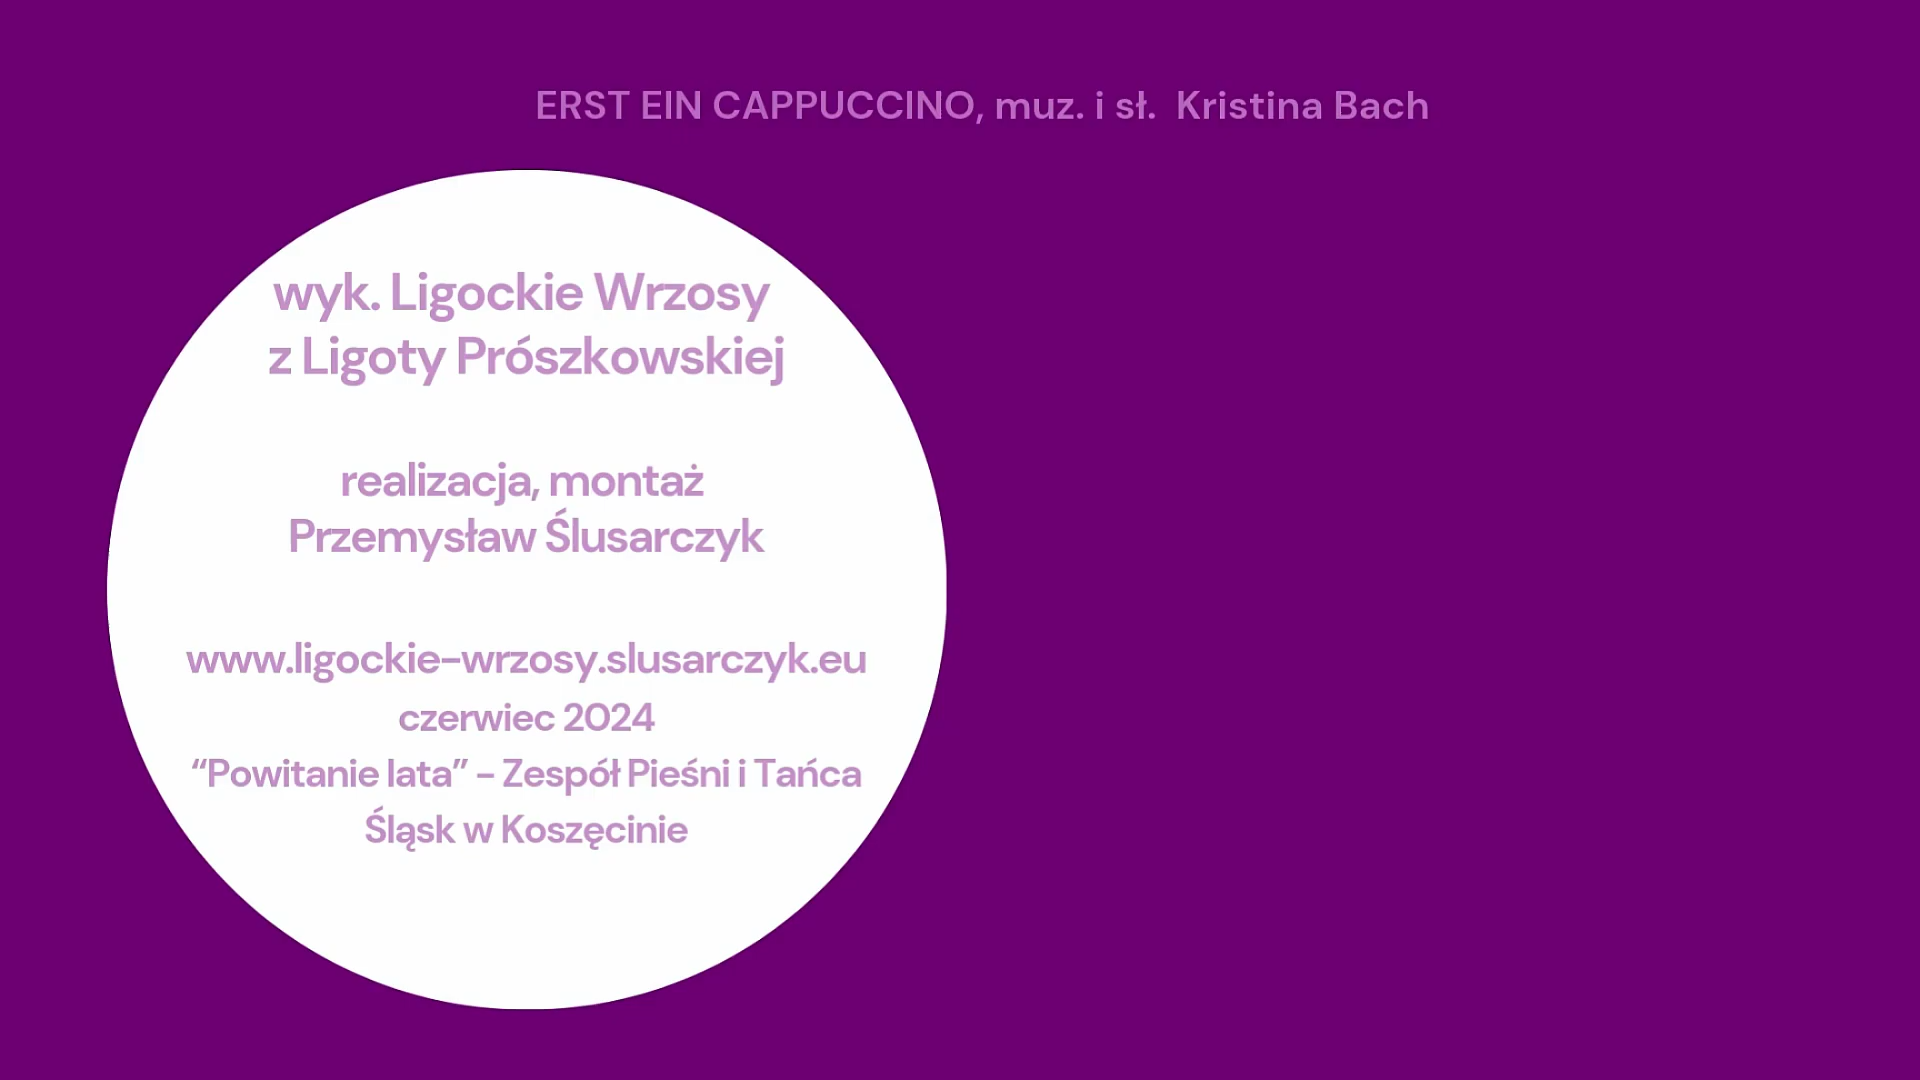 ERST EIN CAPPUCCINO, muz. i sł. Kristina Bach
wyk. Ligockie Wrzosy
z Ligoty Prószkowskiej
realizacja, montaż
Przemysław Ślusarczyk
www.ligockie-wrzosy.slusarczyk.eu
czerwiec 2024
“Powitanie lata” - Zespół Pieśni i Tańca
Śląsk w Koszęcinie